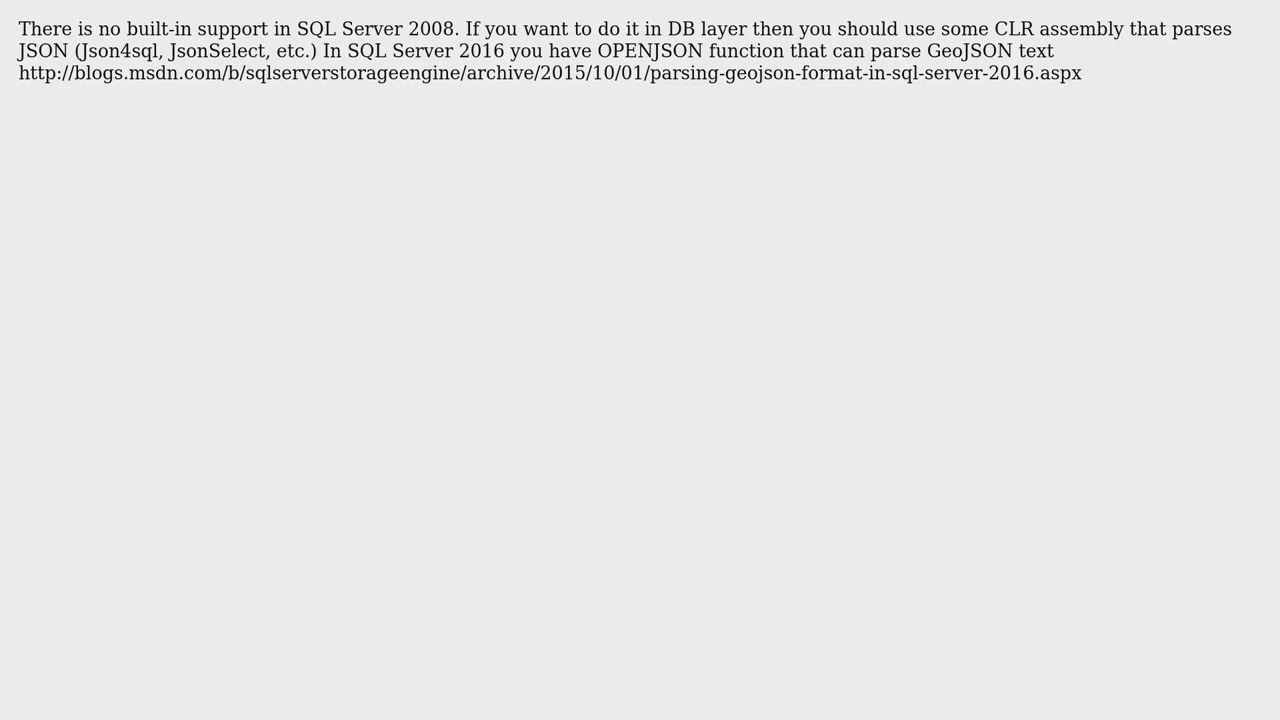 There is no built-in support in SQL Server 2008. If you want to do it in DB layer then you should use some CLR assembly that parses
JSON (Json4sql, JsonSelect, etc.) In SQL Server 2016 you have OPENJSON function that can parse GeoJSON text
http://blogs.msdn.com/b/sqlserverstorageengine/archive/2015/10/01/parsing-geojson-format-in-sql-server-2016.aspx